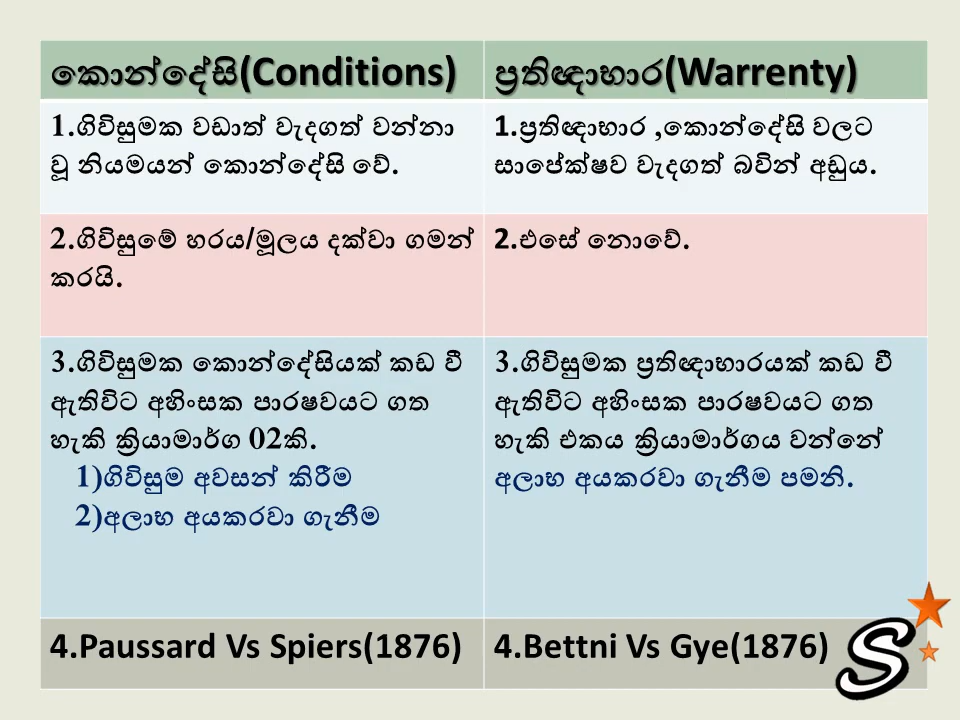 කොන්දේසි(Conditions)
ප්‍රතිඥාභාර(Warrenty)
1.ගිවිසුමක වඩාත් වැදගත් වන්නා
වූ නියමයන් කොන්දේසි වේ.
1.ප්‍රතිඥාභාර ,කොන්දේසි වලට
සාපේක්ෂව වැදගත් බවින් අඩුය.
2.ගිවිසුමේ හරය/මූලය දක්වා ගමන්
කරයි.
2.එසේ නොවේ.
3.ගිවිසුමක කොන්දේසියක් කඩ වී
ඇතිවිට අහිංසක පාරෂවයට ගත
හැකි ක්‍රියාමාර්ග 02කි.
1)ගිවිසුම අවසන් කිරීම
2)අලාභ අයකරවා ගැනීම
3.ගිවිසුමක ප්‍රතිඥාභාරයක් කඩ වී
ඇතිවිට අහිංසක පාරෂවයට ගත
හැකි එකය ක්‍රියාමාර්ගය වන්නේ
අලාභ අයකරවා ගැනීම පමනි.
4.Paussard Vs Spiers(1876)
4.Bettni Vs Gye(1876)
S